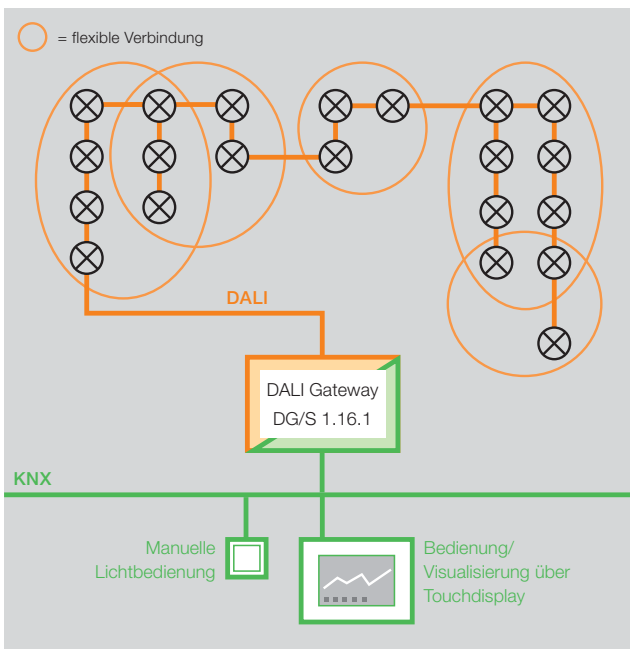 = flexible Verbindung
DALI
DALI Gateway
DG/S 1.16.1
KNX
Manuelle
Lichtbedienung
Bedienung/
Visualisierung über
Touchdisplay